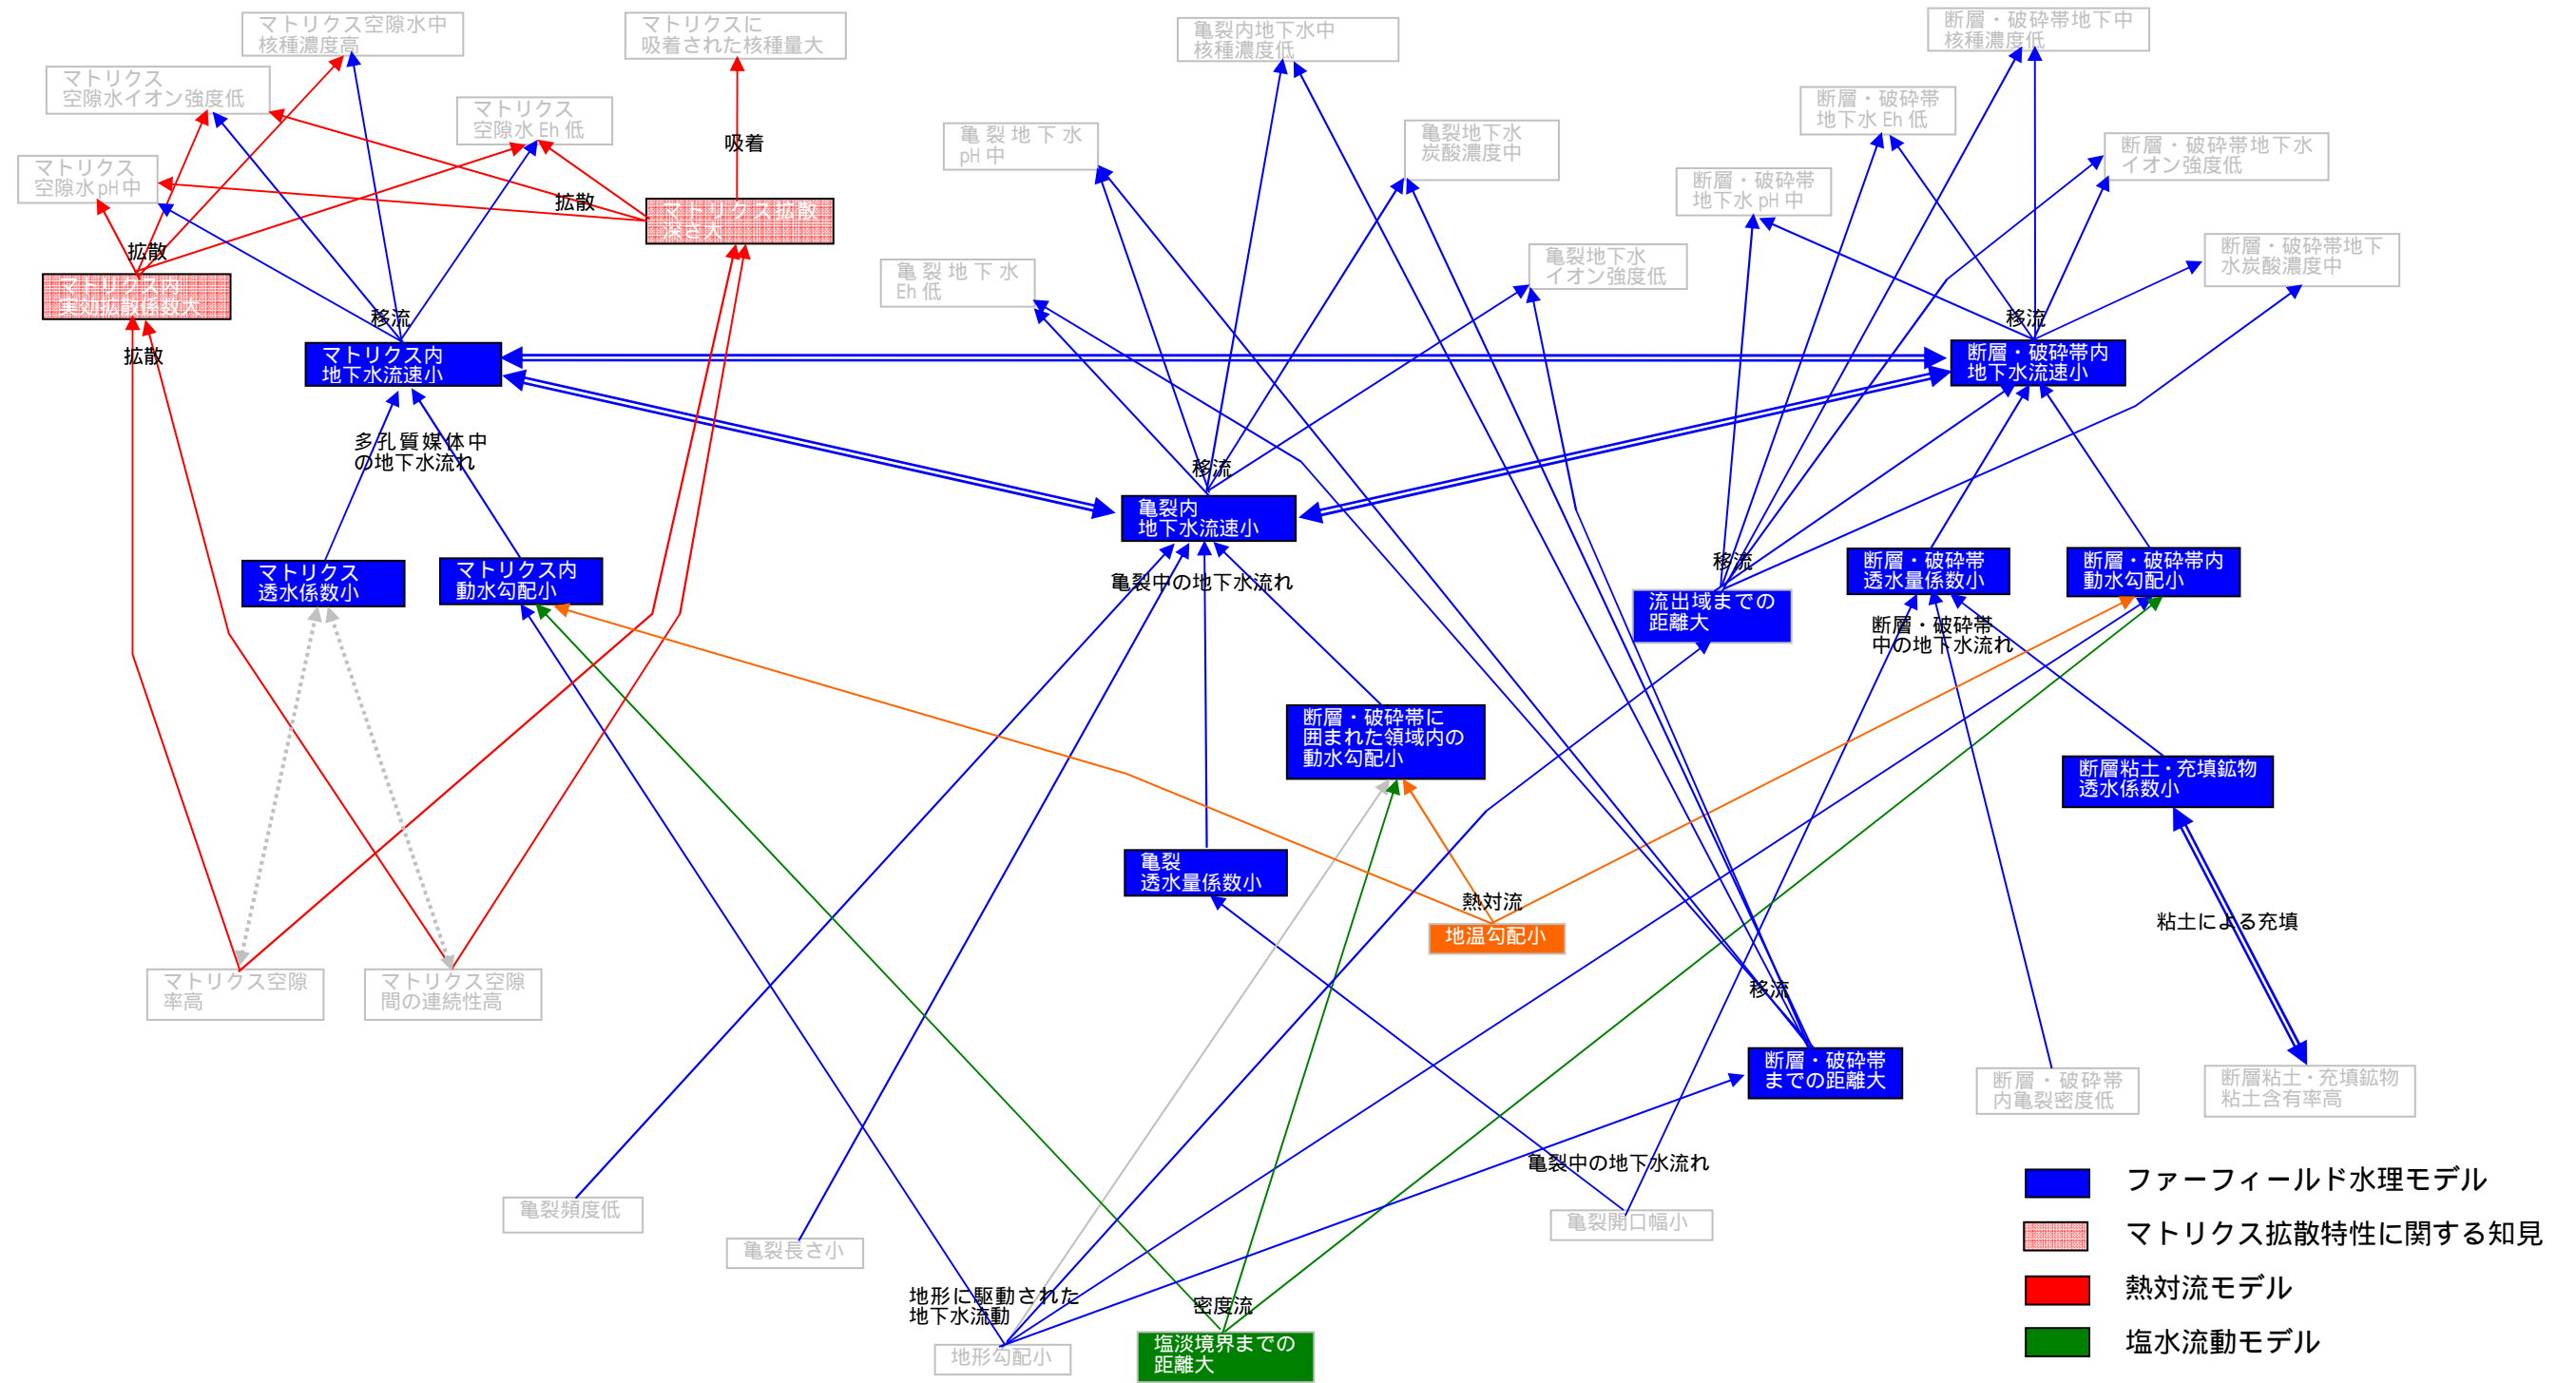 マトリクス空隙水中
核種濃度高
マトリクスに
吸着された核種量大
亀裂内地下水中
核種濃度低
断層・破砕帯地下中
核種濃度低
マトリクス
空隙水イオン強度低
マトリクス
空隙水 Eh 低
亀裂地下水
pH 中
亀裂地下水
炭酸濃度中
断層・破砕帯
地下水 Eh 低
断層・破砕帯地下水
イオン強度低
マトリクス
空隙水 pH 中
吸着
拡散
マトリクス拡散
深さ大
断層・破砕帯
地下水 pH 中
拡散
マトリクス内
実効拡散係数大
亀裂地下水
Eh 低
亀裂地下水
イオン強度低
断層・破砕帯地下
水炭酸濃度中
拡散
移流
マトリクス内
地下水流速小
移流
断層・破砕帯内
地下水流速小
多孔質媒体中
の地下水流れ
移流
亀裂内
地下水流速小
マトリクス
透水係数小
マトリクス内
動水勾配小
亀裂中の地下水流れ
移流
流出域までの
距離大
断層・破砕帯
透水量係数小
断層・破砕帯内
動水勾配小
断層・破砕帯
中の地下水流れ
断層・破砕帯に
囲まれた領域内の
動水勾配小
断層粘土・充填鉱物
透水係数小
亀裂
透水量係数小
熱対流
地温勾配小
粘土による充填
マトリクス空隙
率高
マトリクス空隙
間の連続性高
移流
断層・破砕帯
までの距離大
断層・破砕帯
内亀裂密度低
断層粘土・充填鉱物
粘土含有率高
亀裂中の地下水流れ
亀裂頻度低
亀裂長さ小
亀裂開口幅小
地形に駆動された
地下水流動
地形勾配小
密度流
塩淡境界までの
距離大
ファーフィールド水理モデル
マトリクス拡散特性に関する知見
熱対流モデル
塩水流動モデル